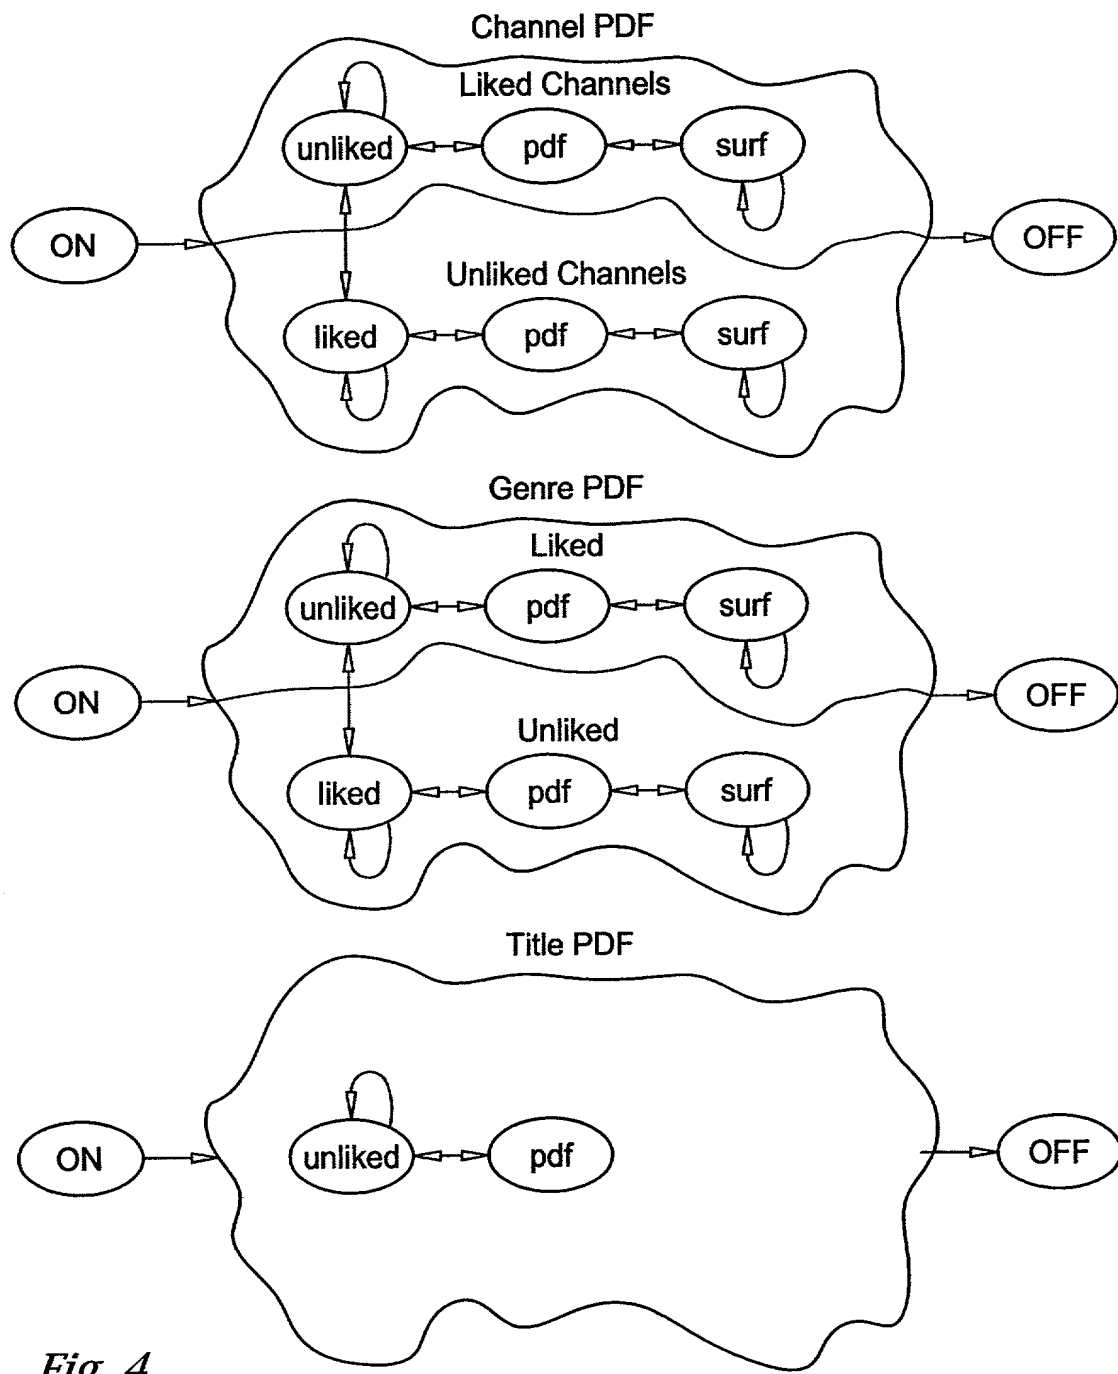 Channel PDF
Liked Channels
unliked pdf surf
ON OFF
Unliked Channels
liked pdf surf
Genre PDF
Liked
unliked pdf surf
ON OFF
Unliked
liked pdf surf
Title PDF
ON unliked pdf OFF
Fig. 4